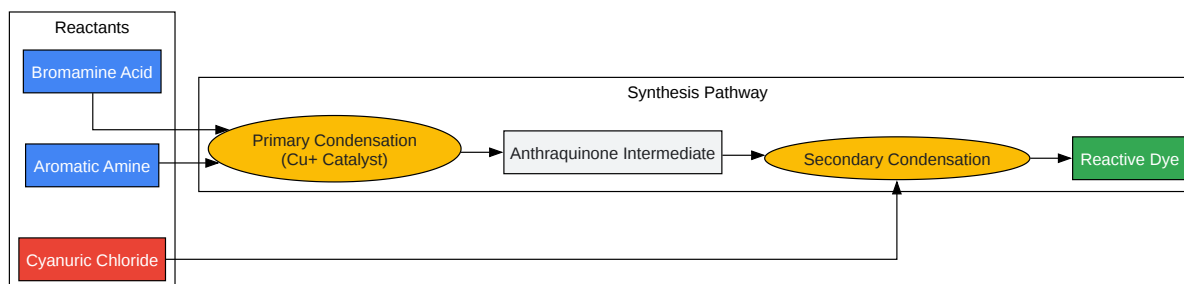 Reactants
Bromamine Acid
Synthesis Pathway
Primary Condensation
(Cu+ Catalyst)
Anthraquinone Intermediate
Secondary Condensation
Reactive Dye
Aromatic Amine
Cyanuric Chloride